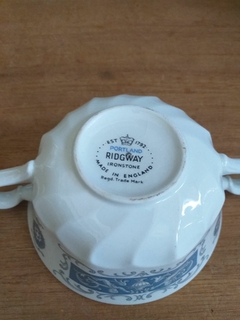 EST 1792
PORTLAND
RIDGWAY
IRONSTONE
MADE IN ENGLAND
Regd. Trade Mark